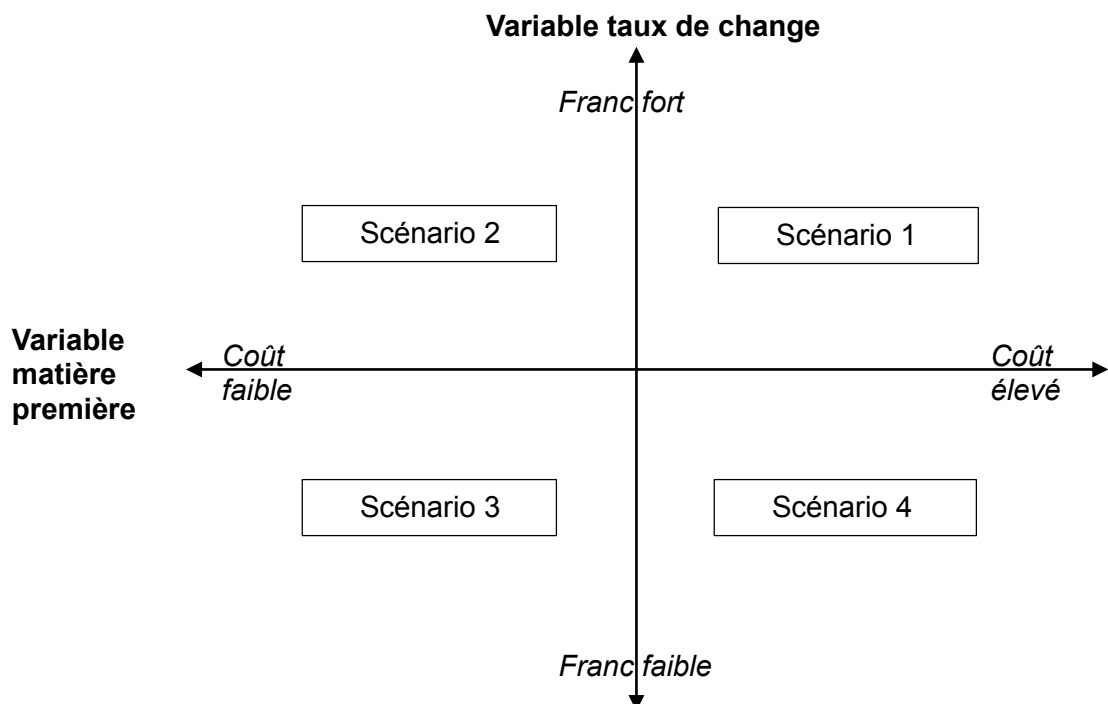 Variable taux de change
Franc fort
Scénario 2
Scénario 1
Variable
matière
première
Coût
faible
Coût
élevé
Scénario 3
Scénario 4
Franc faible